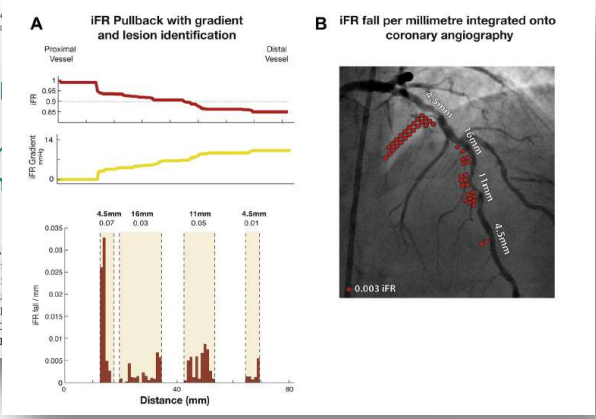 A
iFR Pullback with gradient
and lesion identification
Proximal
Vessel
Distal
Vessel
1
0.95
0.9
0.85
iFR
14
0
iFR Gradient
mmHg
4.5mm 16mm 11mm 4.5mm
0.07 0.03 0.05 0.01
0.035
0.03
0.025
0.02
0.015
0.01
0.005
0
iFR fall / mm
0 40 80
Distance (mm)
B
iFR fall per millimetre integrated onto
coronary angiography
4.5mm
16mm
11mm
4.5mm
0.003 iFR